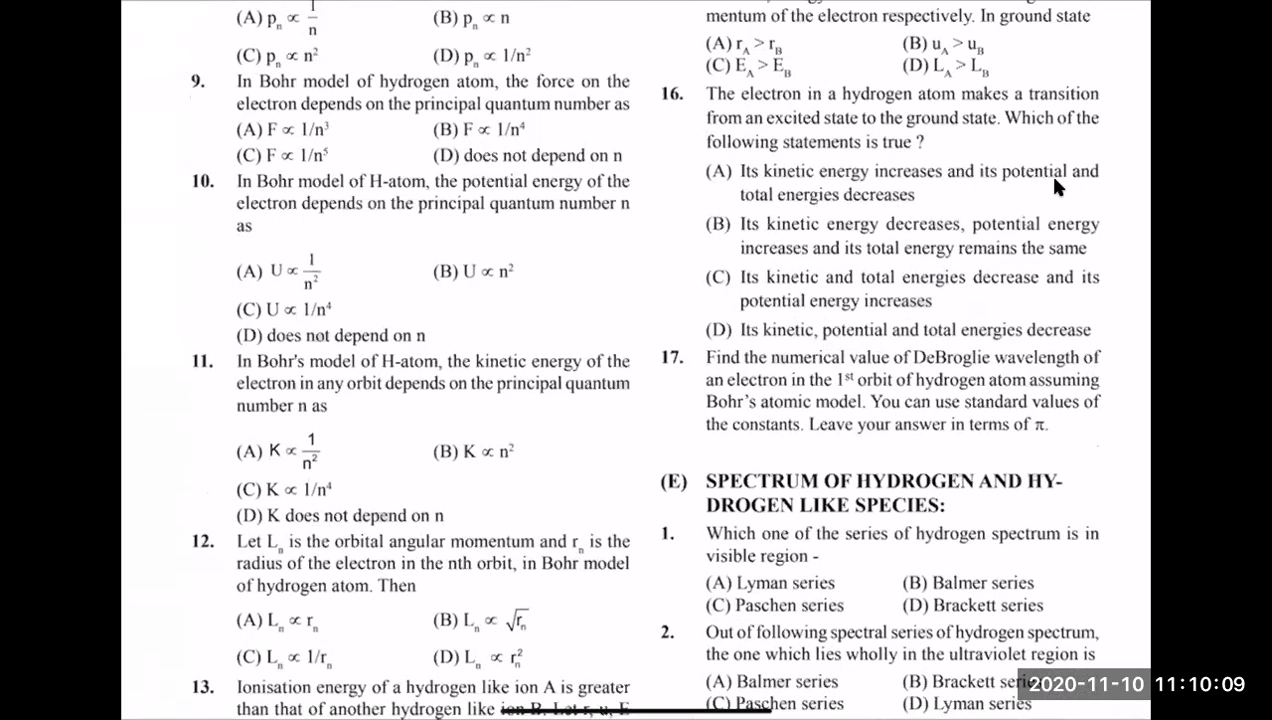 (A) pₙ ∝ 1/n (B) pₙ ∝ n
(C) pₙ ∝ n² (D) pₙ ∝ 1/n²
9. In Bohr model of hydrogen atom, the force on the
electron depends on the principal quantum number as
(A) F ∝ 1/n³ (B) F ∝ 1/n⁴
(C) F ∝ 1/n⁵ (D) does not depend on n
10. In Bohr model of H-atom, the potential energy of the
electron depends on the principal quantum number n
as
(A) U ∝ 1/n² (B) U ∝ n²
(C) U ∝ 1/n⁴
(D) does not depend on n
11. In Bohr's model of H-atom, the kinetic energy of the
electron in any orbit depends on the principal quantum
number n as
(A) K ∝ 1/n² (B) K ∝ n²
(C) K ∝ 1/n⁴
(D) K does not depend on n
12. Let Lₙ is the orbital angular momentum and rₙ is the
radius of the electron in the nth orbit, in Bohr model
of hydrogen atom. Then
(A) Lₙ ∝ rₙ (B) Lₙ ∝ √rₙ
(C) Lₙ ∝ 1/rₙ (D) Lₙ ∝ rₙ²
13. Ionisation energy of a hydrogen like ion A is greater
than that of another hydrogen like ion B. Let r, u, E
mentum of the electron respectively. In ground state
(A) r_A > r_B (B) u_A > u_B
(C) E_A > E_B (D) L_A > L_B
16. The electron in a hydrogen atom makes a transition
from an excited state to the ground state. Which of the
following statements is true ?
(A) Its kinetic energy increases and its potential and
total energies decreases
(B) Its kinetic energy decreases, potential energy
increases and its total energy remains the same
(C) Its kinetic and total energies decrease and its
potential energy increases
(D) Its kinetic, potential and total energies decrease
17. Find the numerical value of DeBroglie wavelength of
an electron in the 1ˢᵗ orbit of hydrogen atom assuming
Bohr's atomic model. You can use standard values of
the constants. Leave your answer in terms of π.
(E) SPECTRUM OF HYDROGEN AND HY-
DROGEN LIKE SPECIES:
1. Which one of the series of hydrogen spectrum is in
visible region -
(A) Lyman series (B) Balmer series
(C) Paschen series (D) Brackett series
2. Out of following spectral series of hydrogen spectrum,
the one which lies wholly in the ultraviolet region is
(A) Balmer series (B) Brackett series
(C) Paschen series (D) Lyman series
2020-11-10 11:10:09